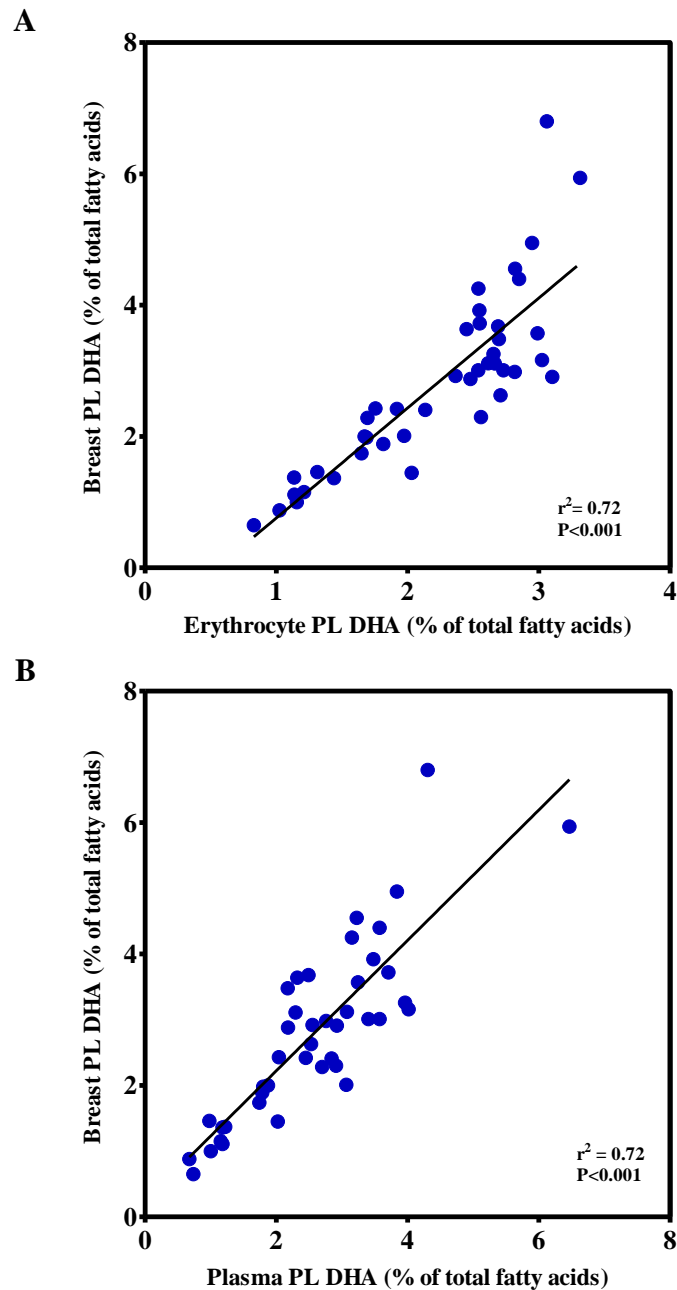 A
8
6
4
2
0
Breast PL DHA (% of total fatty acids)
r²= 0.72
P<0.001
0 1 2 3 4
Erythrocyte PL DHA (% of total fatty acids)
B
8
6
4
2
0
Breast PL DHA (% of total fatty acids)
r² = 0.72
P<0.001
0 2 4 6 8
Plasma PL DHA (% of total fatty acids)